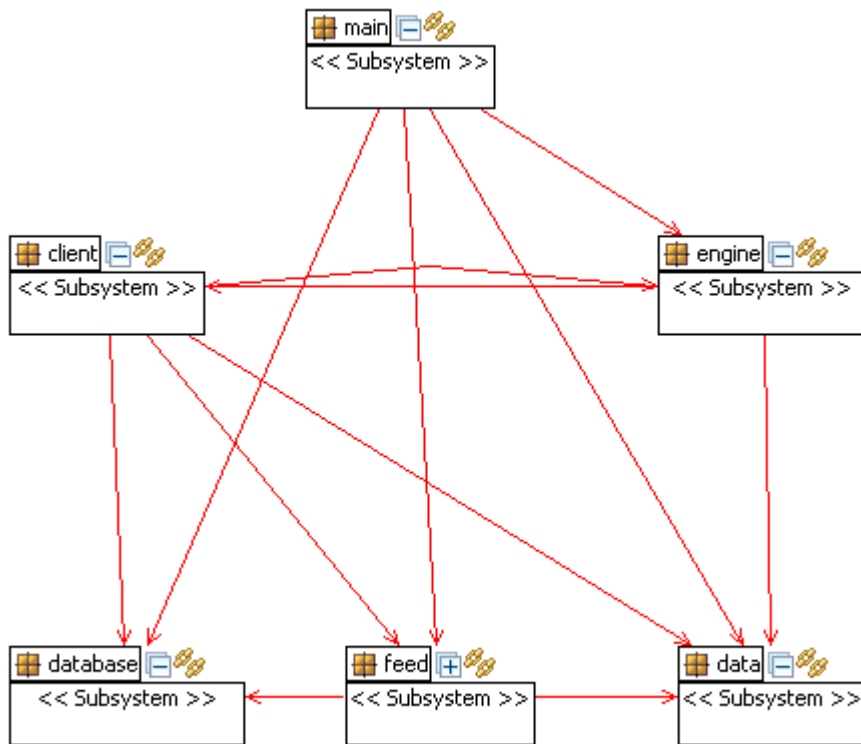 main
<< Subsystem >>
client
<< Subsystem >>
engine
<< Subsystem >>
database
<< Subsystem >>
feed
<< Subsystem >>
data
<< Subsystem >>